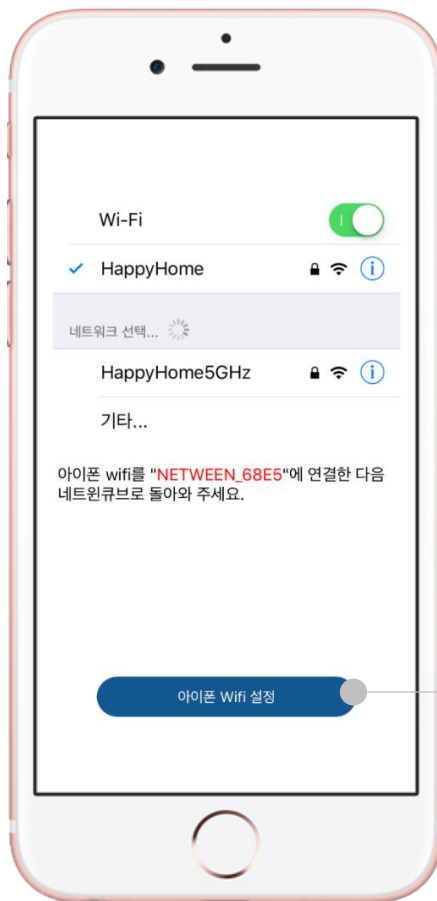 Wi-Fi
HappyHome
네트워크 선택...
HappyHome5GHz
기타...
아이폰 wifi를 "NETWEEN_68E5"에 연결한 다음
네트윈큐브로 돌아와 주세요.
아이폰 Wifi 설정